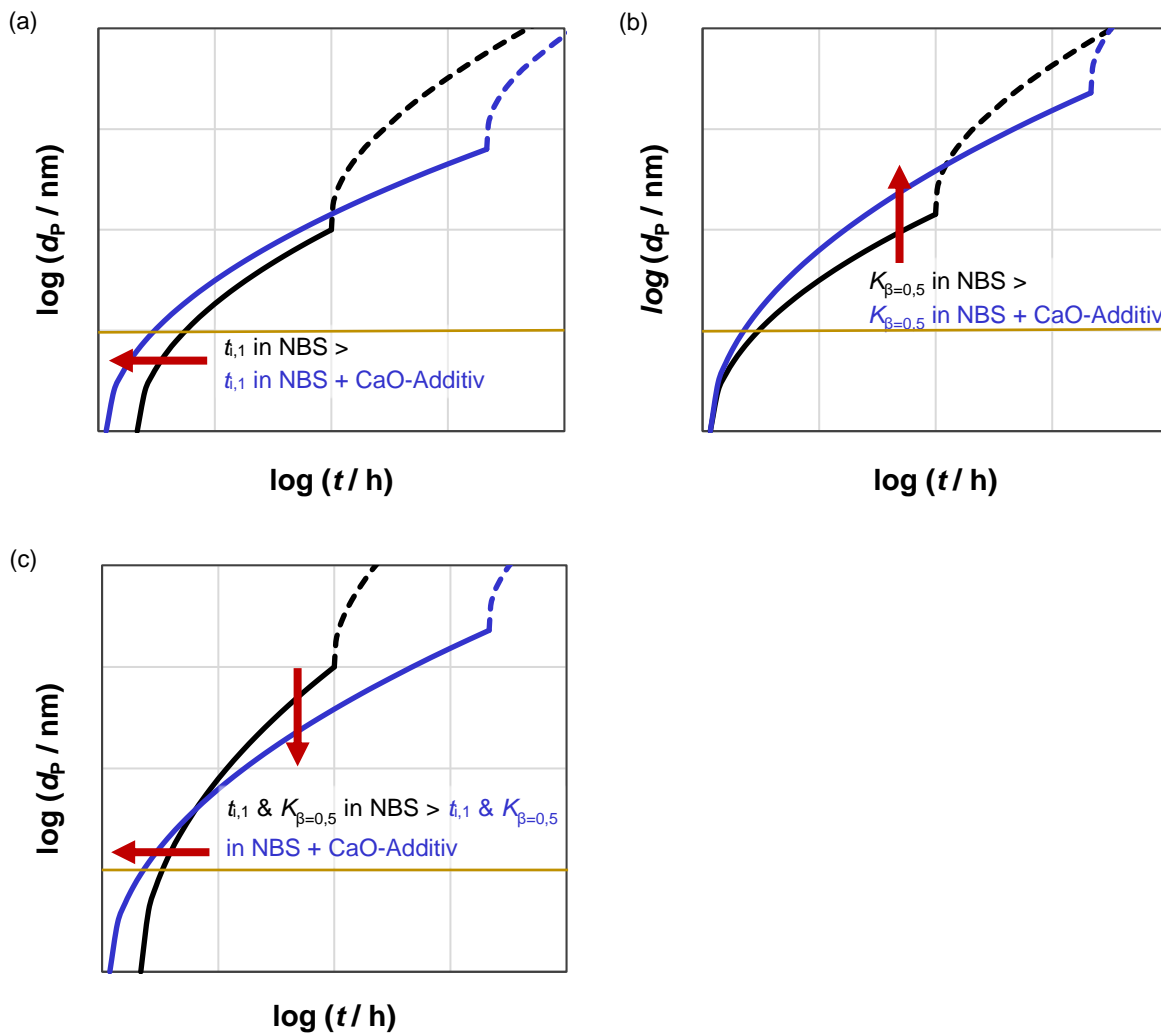 (a)
log (dP / nm)
ti,1 in NBS >
ti,1 in NBS + CaO-Additiv
log (t / h)
(b)
log (dP / nm)
Kβ=0,5 in NBS >
Kβ=0,5 in NBS + CaO-Additiv
log (t / h)
(c)
log (dP / nm)
ti,1 & Kβ=0,5 in NBS > ti,1 & Kβ=0,5
in NBS + CaO-Additiv
log (t / h)